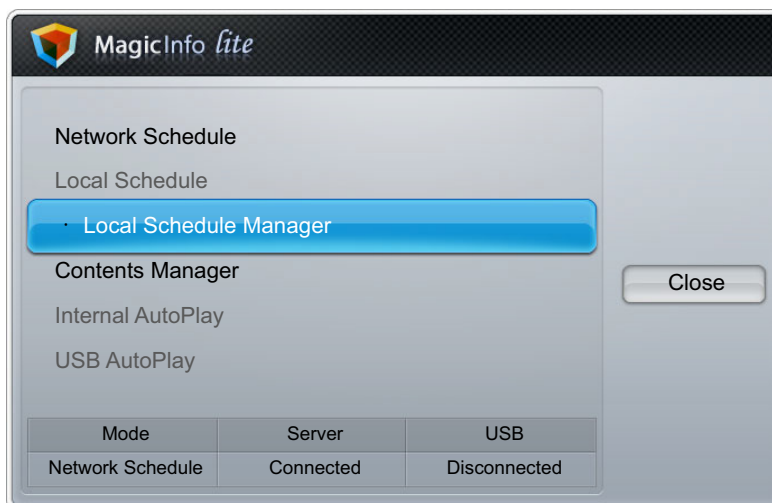 MagicInfo lite
Network Schedule
Local Schedule
· Local Schedule Manager
Contents Manager
Close
Internal AutoPlay
USB AutoPlay
Mode Server USB
Network Schedule Connected Disconnected